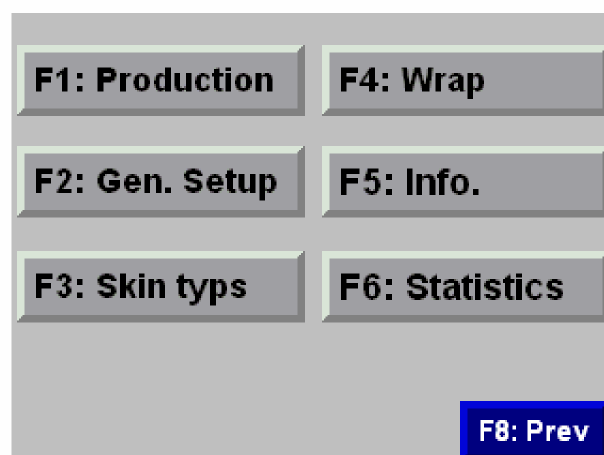 F1: Production
F4: Wrap
F2: Gen. Setup
F5: Info.
F3: Skin typs
F6: Statistics
F8: Prev